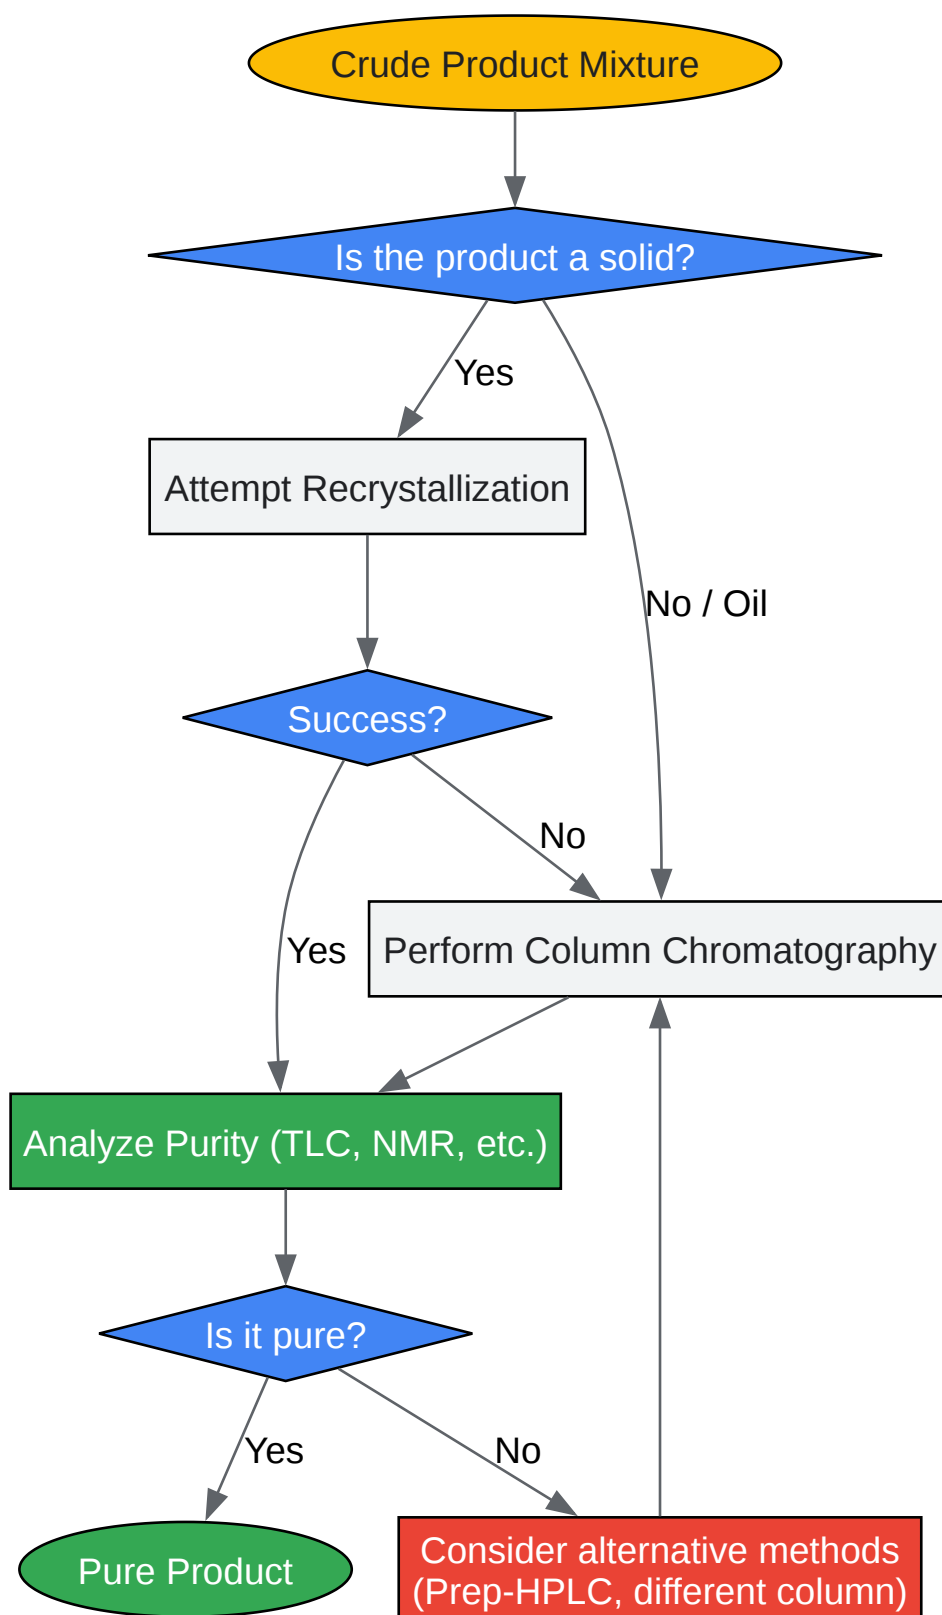 Crude Product Mixture
Is the product a solid?
Yes
Attempt Recrystallization
No / Oil
Success?
No
Yes
Perform Column Chromatography
Analyze Purity (TLC, NMR, etc.)
Is it pure?
Yes
No
Pure Product
Consider alternative methods
(Prep-HPLC, different column)